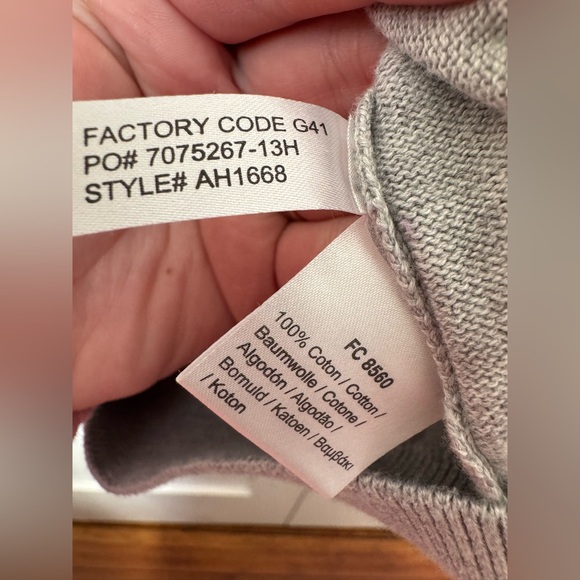 FACTORY CODE G41
PO# 7075267-13H
STYLE# AH1668
FC 8560
100% Coton / Cotton /
Baumwolle / Cotone /
Algodón / Algodão /
Bomuld / Katoen / Βαμβάκι
/ Koton